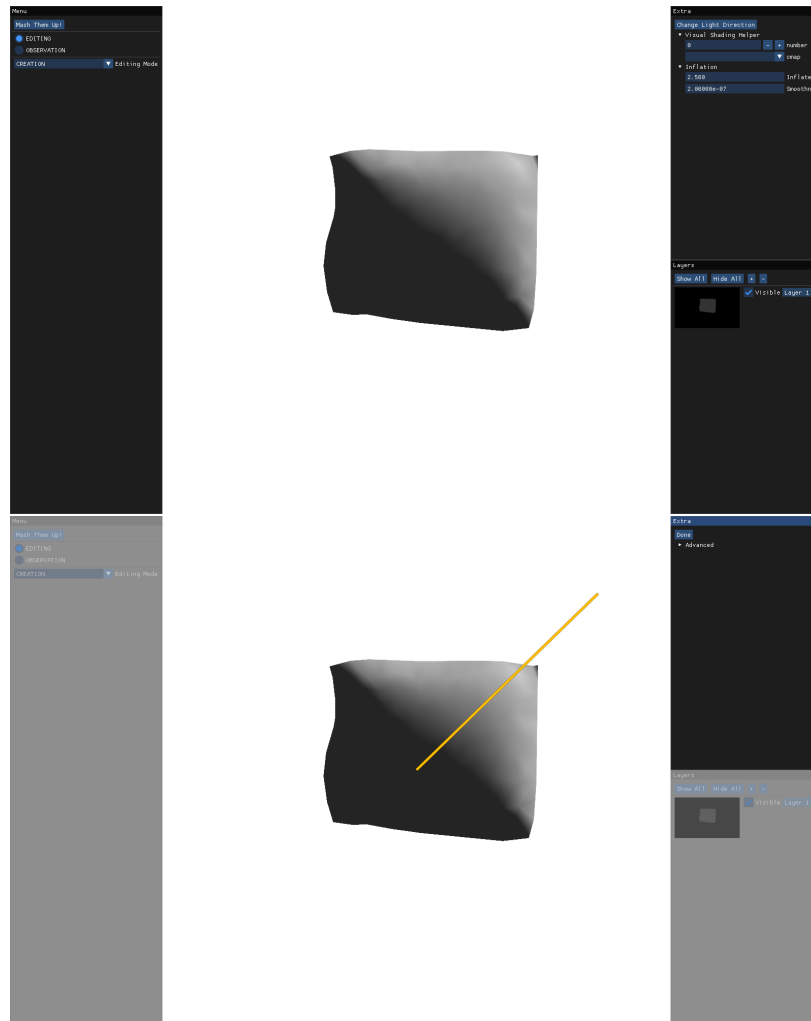 Menu
Mash Them Up!
EDITING
OBSERVATION
CREATION Editing Mode
Extra
Change Light Direction
Visual Shading Helper
0 - + number
cmap
Inflation
2.500 Inflate
2.00000e-07 Smoothn
Layers
Show All Hide All + -
Visible Layer 1
Menu
Mash Them Up!
EDITING
OBSERVATION
CREATION Editing Mode
Extra
Done
Advanced
Layers
Show All Hide All + -
Visible Layer 1